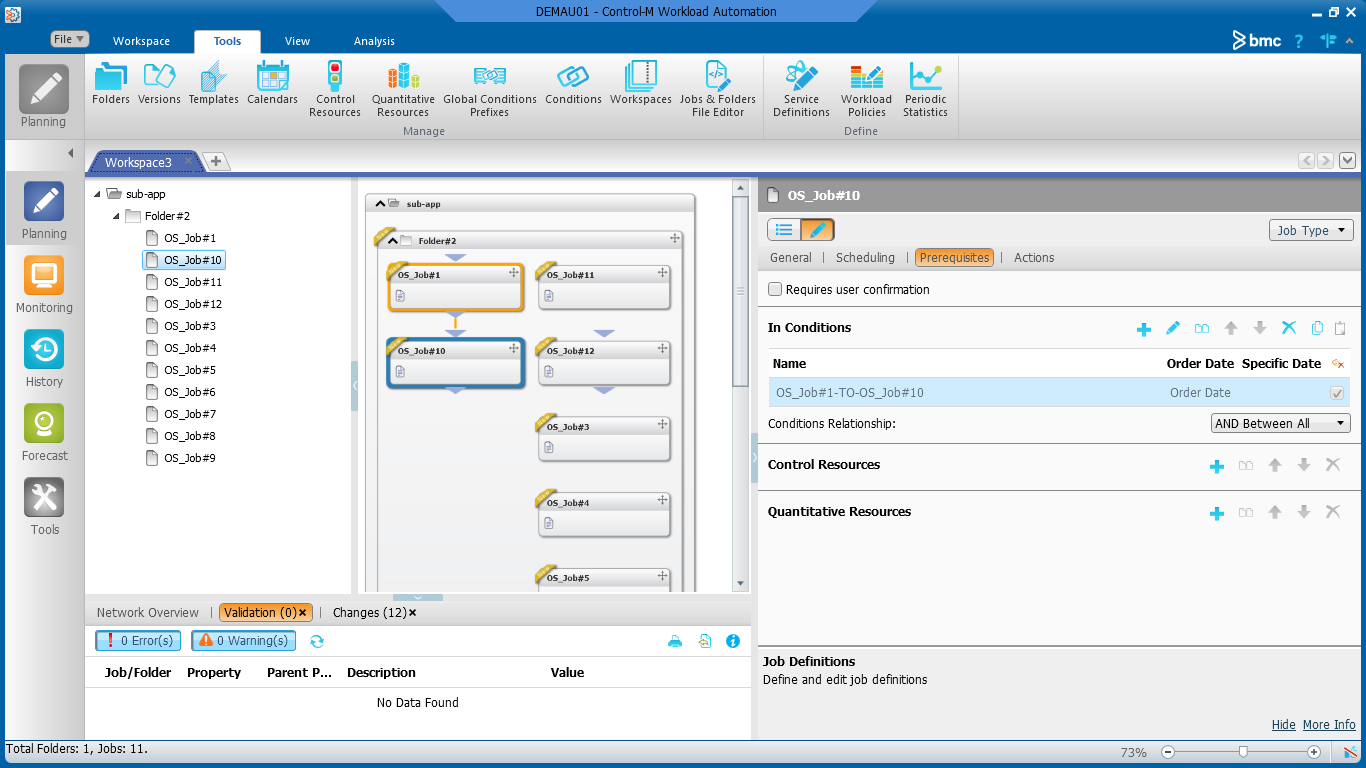 DEMAU01 - Control-M Workload Automation
File Workspace Tools View Analysis bmc ?
Planning
Folders Versions Templates Calendars Control Resources Quantitative Resources Global Conditions Prefixes Conditions Workspaces Jobs & Folders File Editor Service Definitions Workload Policies Periodic Statistics
Manage Define
Workspace3
Planning
Monitoring
History
Forecast
Tools
sub-app
Folder#2
OS_Job#1
OS_Job#10
OS_Job#11
OS_Job#12
OS_Job#3
OS_Job#4
OS_Job#5
OS_Job#6
OS_Job#7
OS_Job#8
OS_Job#9
sub-app
Folder#2
OS_Job#1 OS_Job#11
OS_Job#10 OS_Job#12
OS_Job#3
OS_Job#4
OS_Job#5
OS_Job#10
Job Type
General Scheduling Prerequisites Actions
Requires user confirmation
In Conditions
Name Order Date Specific Date
OS_Job#1-TO-OS_Job#10 Order Date
Conditions Relationship: AND Between All
Control Resources
Quantitative Resources
Network Overview Validation (0) Changes (12)
0 Error(s) 0 Warning(s)
Job/Folder Property Parent P... Description Value
No Data Found
Job Definitions
Define and edit job definitions
Hide More Info
Total Folders: 1, Jobs: 11.
73%